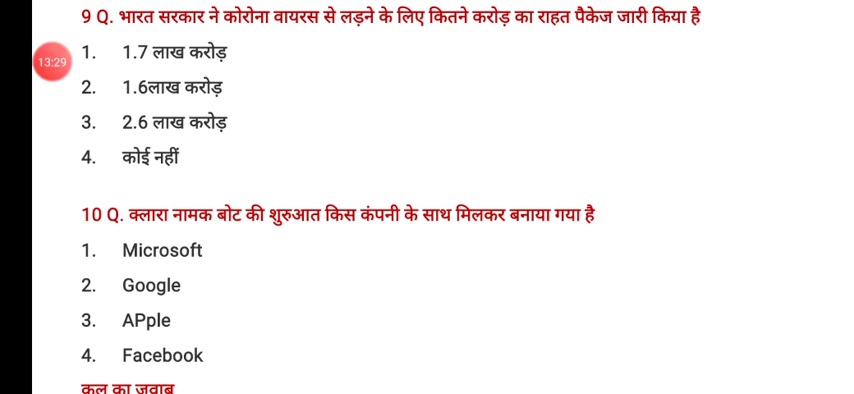 9 Q. भारत सरकार ने कोरोना वायरस से लड़ने के लिए कितने करोड़ का राहत पैकेज जारी किया है
13:29
1. 1.7 लाख करोड़
2. 1.6लाख करोड़
3. 2.6 लाख करोड़
4. कोई नहीं
10 Q. क्लारा नामक बोट की शुरुआत किस कंपनी के साथ मिलकर बनाया गया है
1. Microsoft
2. Google
3. APple
4. Facebook
कल का जवाब